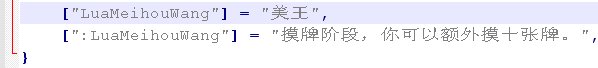 ["LuaMeihouWang"] = "美王",
[":LuaMeihouWang"] = "摸牌阶段，你可以额外摸十张牌。",
}